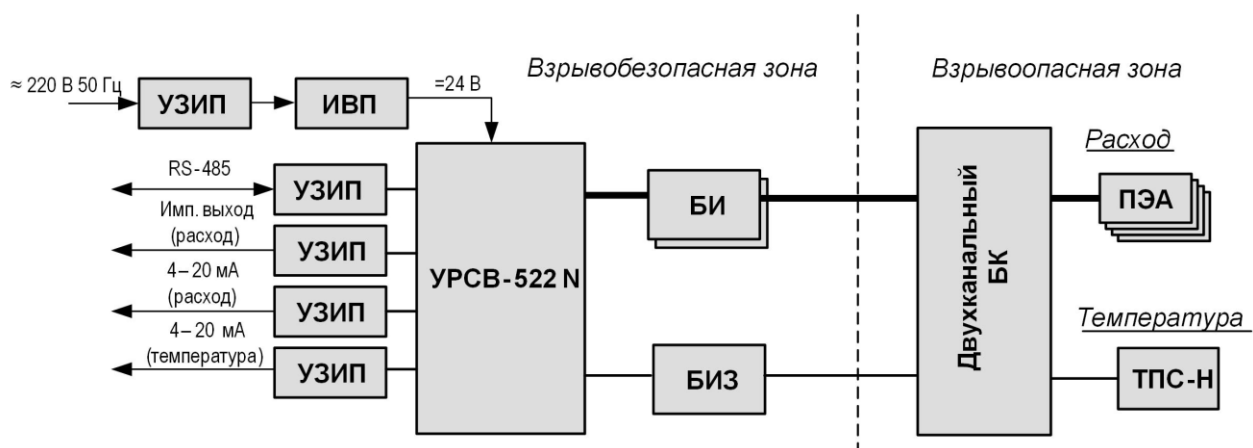 Взрывобезопасная зона
Взрывоопасная зона
≈ 220 В 50 Гц
УЗИП
ИВП
=24 В
RS-485
УЗИП
Имп. выход
(расход)
УЗИП
4–20 мА
(расход)
УЗИП
4–20 мА
(температура)
УЗИП
УРСВ-522 N
БИ
БИЗ
Двухканальный
БК
Расход
ПЭА
Температура
ТПС-Н